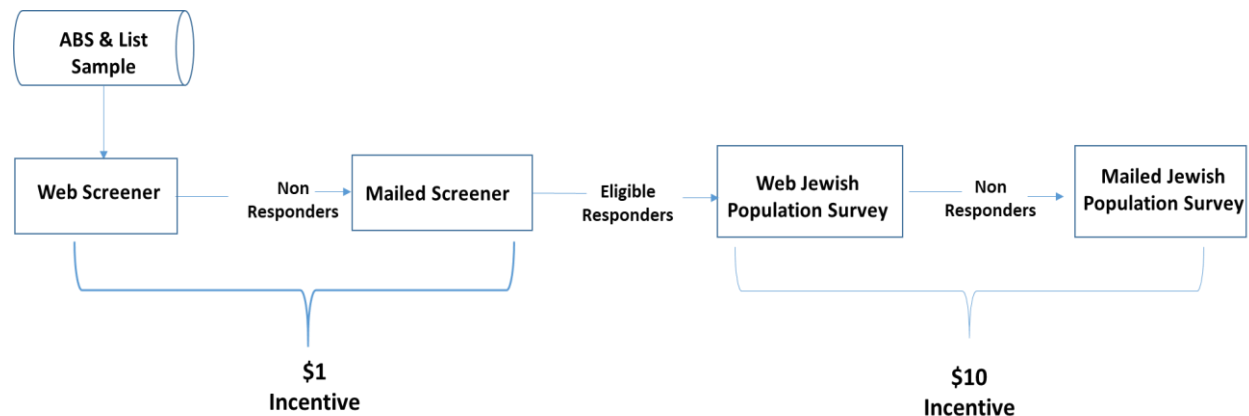 ABS & List
Sample
Web Screener
Non
Responders
Mailed Screener
Eligible
Responders
Web Jewish
Population Survey
Non
Responders
Mailed Jewish
Population Survey
$1
Incentive
$10
Incentive